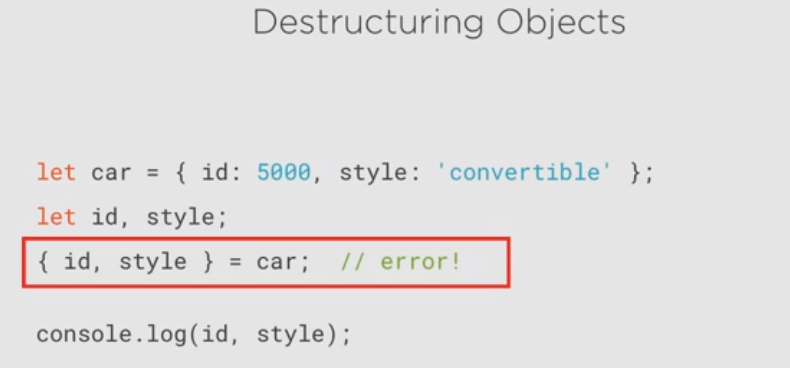 Destructuring Objects
let car = { id: 5000, style: 'convertible' };
let id, style;
{ id, style } = car;  // error!
console.log(id, style);